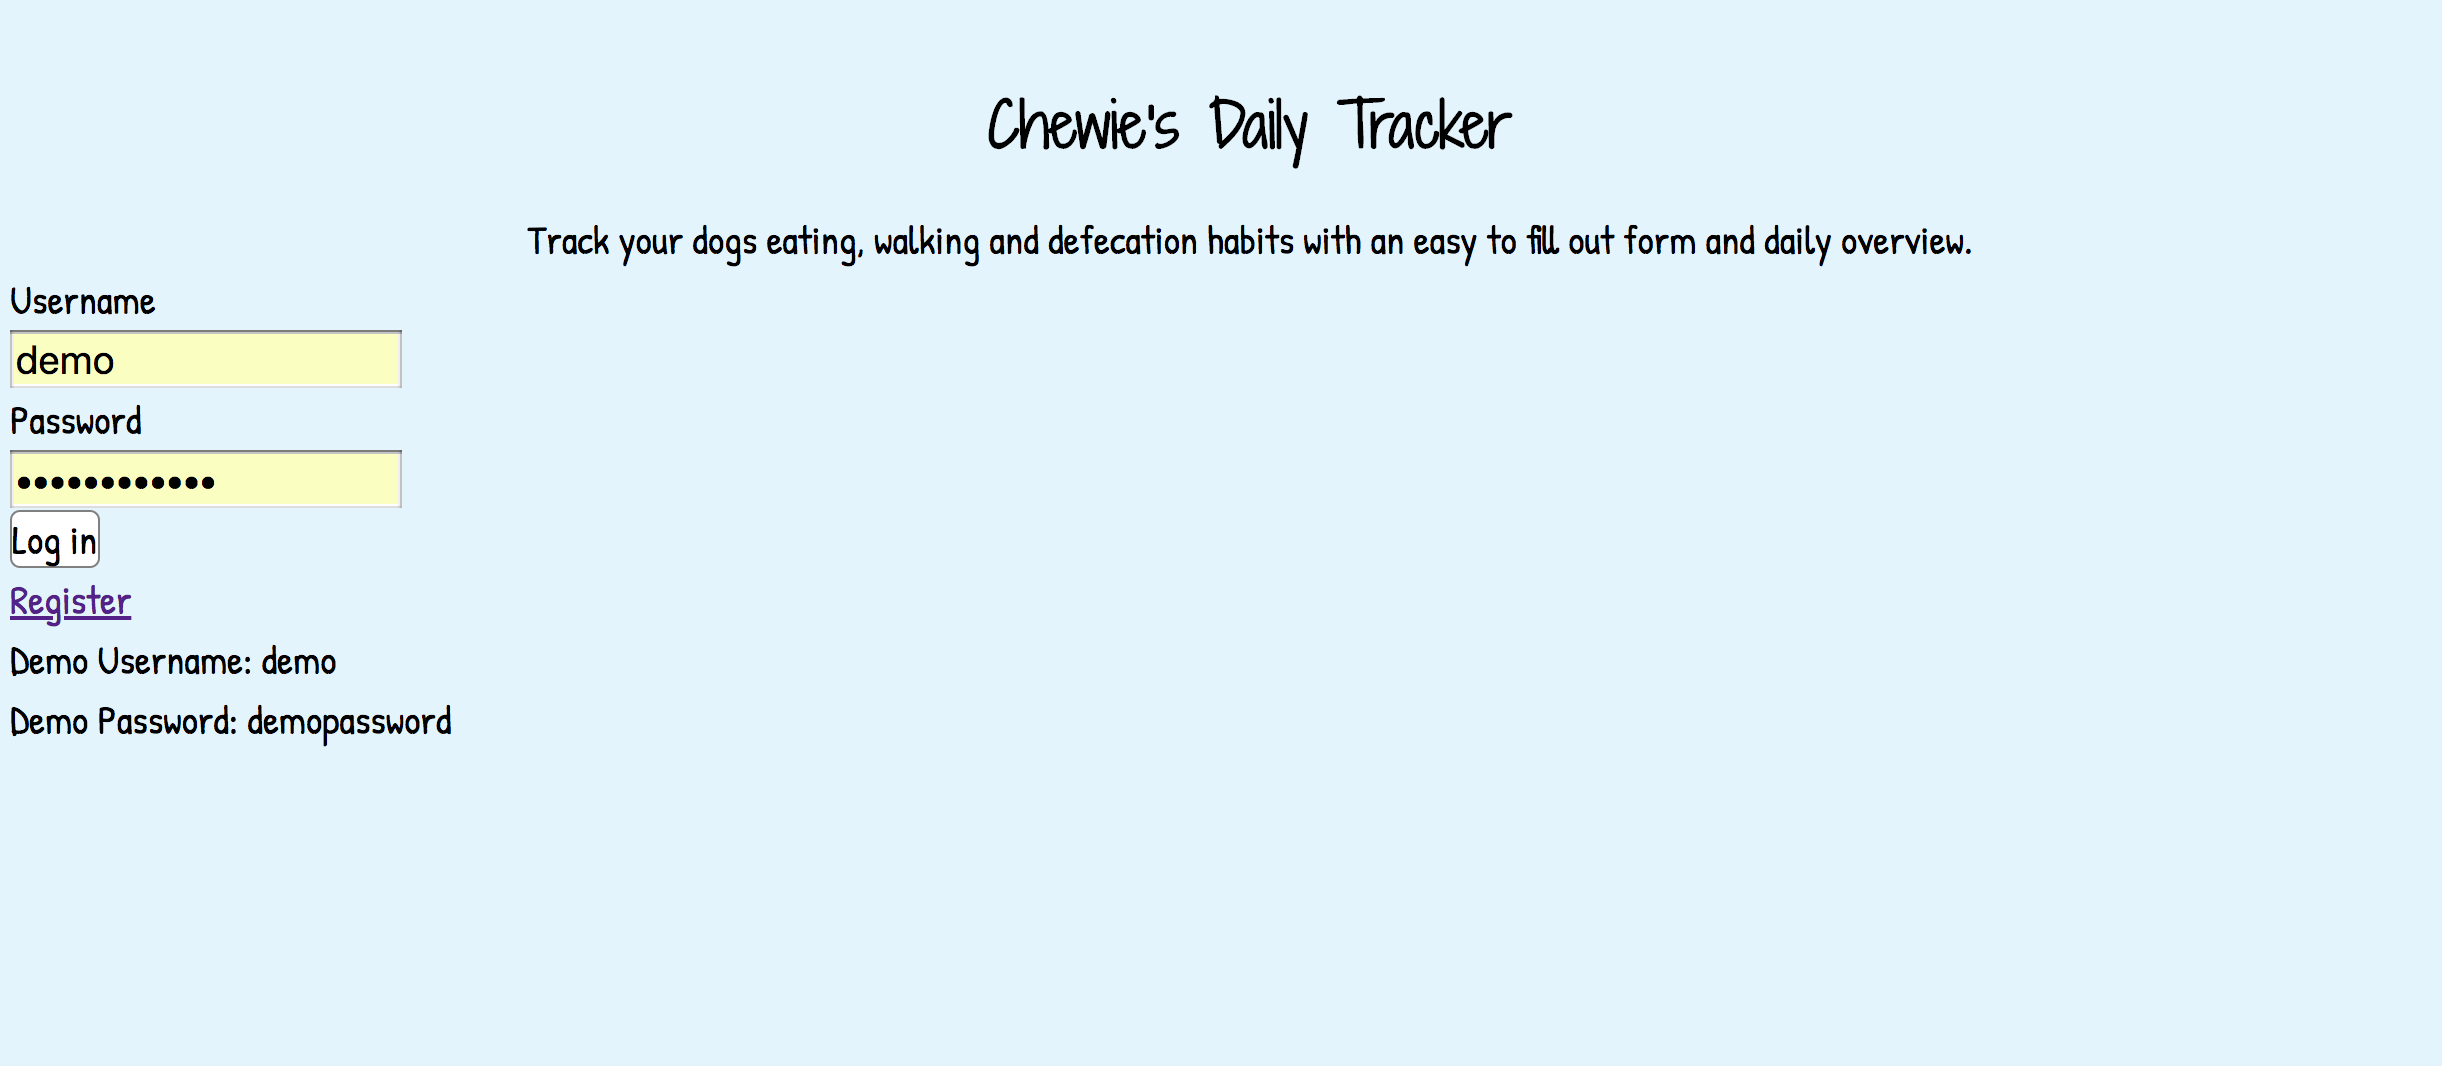 Chewie's Daily Tracker
Track your dogs eating, walking and defecation habits with an easy to fill out form and daily overview.
Username
demo
Password
••••••••••••
Log in
Register
Demo Username: demo
Demo Password: demopassword